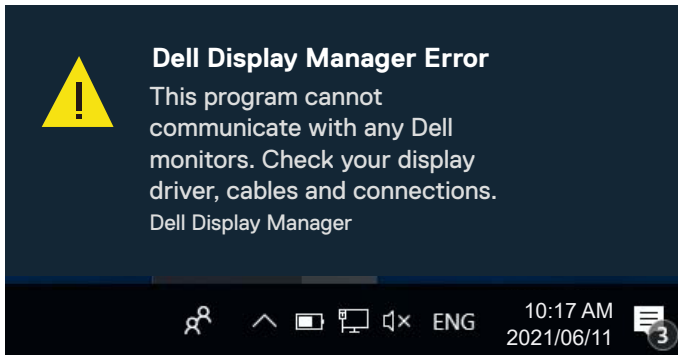 Dell Display Manager Error
This program cannot
communicate with any Dell
monitors. Check your display
driver, cables and connections.
Dell Display Manager
ENG
10:17 AM
2021/06/11
3